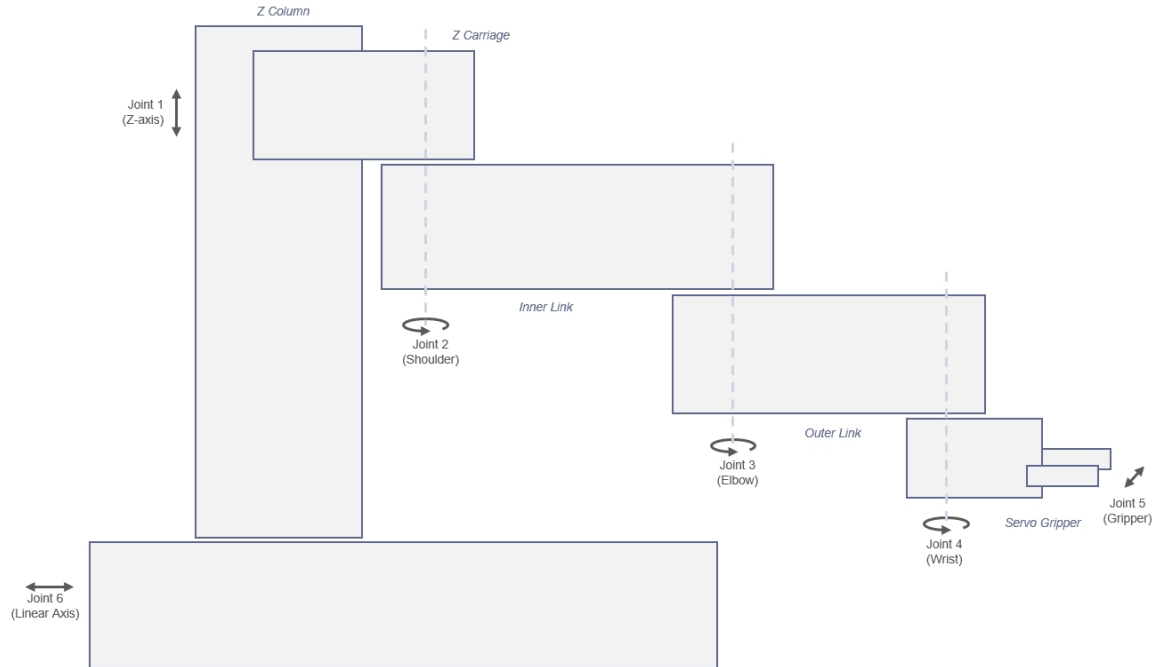 Z Column
Z Carriage
Joint 1
(Z-axis)
Inner Link
Joint 2
(Shoulder)
Outer Link
Joint 3
(Elbow)
Joint 5
(Gripper)
Servo Gripper
Joint 4
(Wrist)
Joint 6
(Linear Axis)